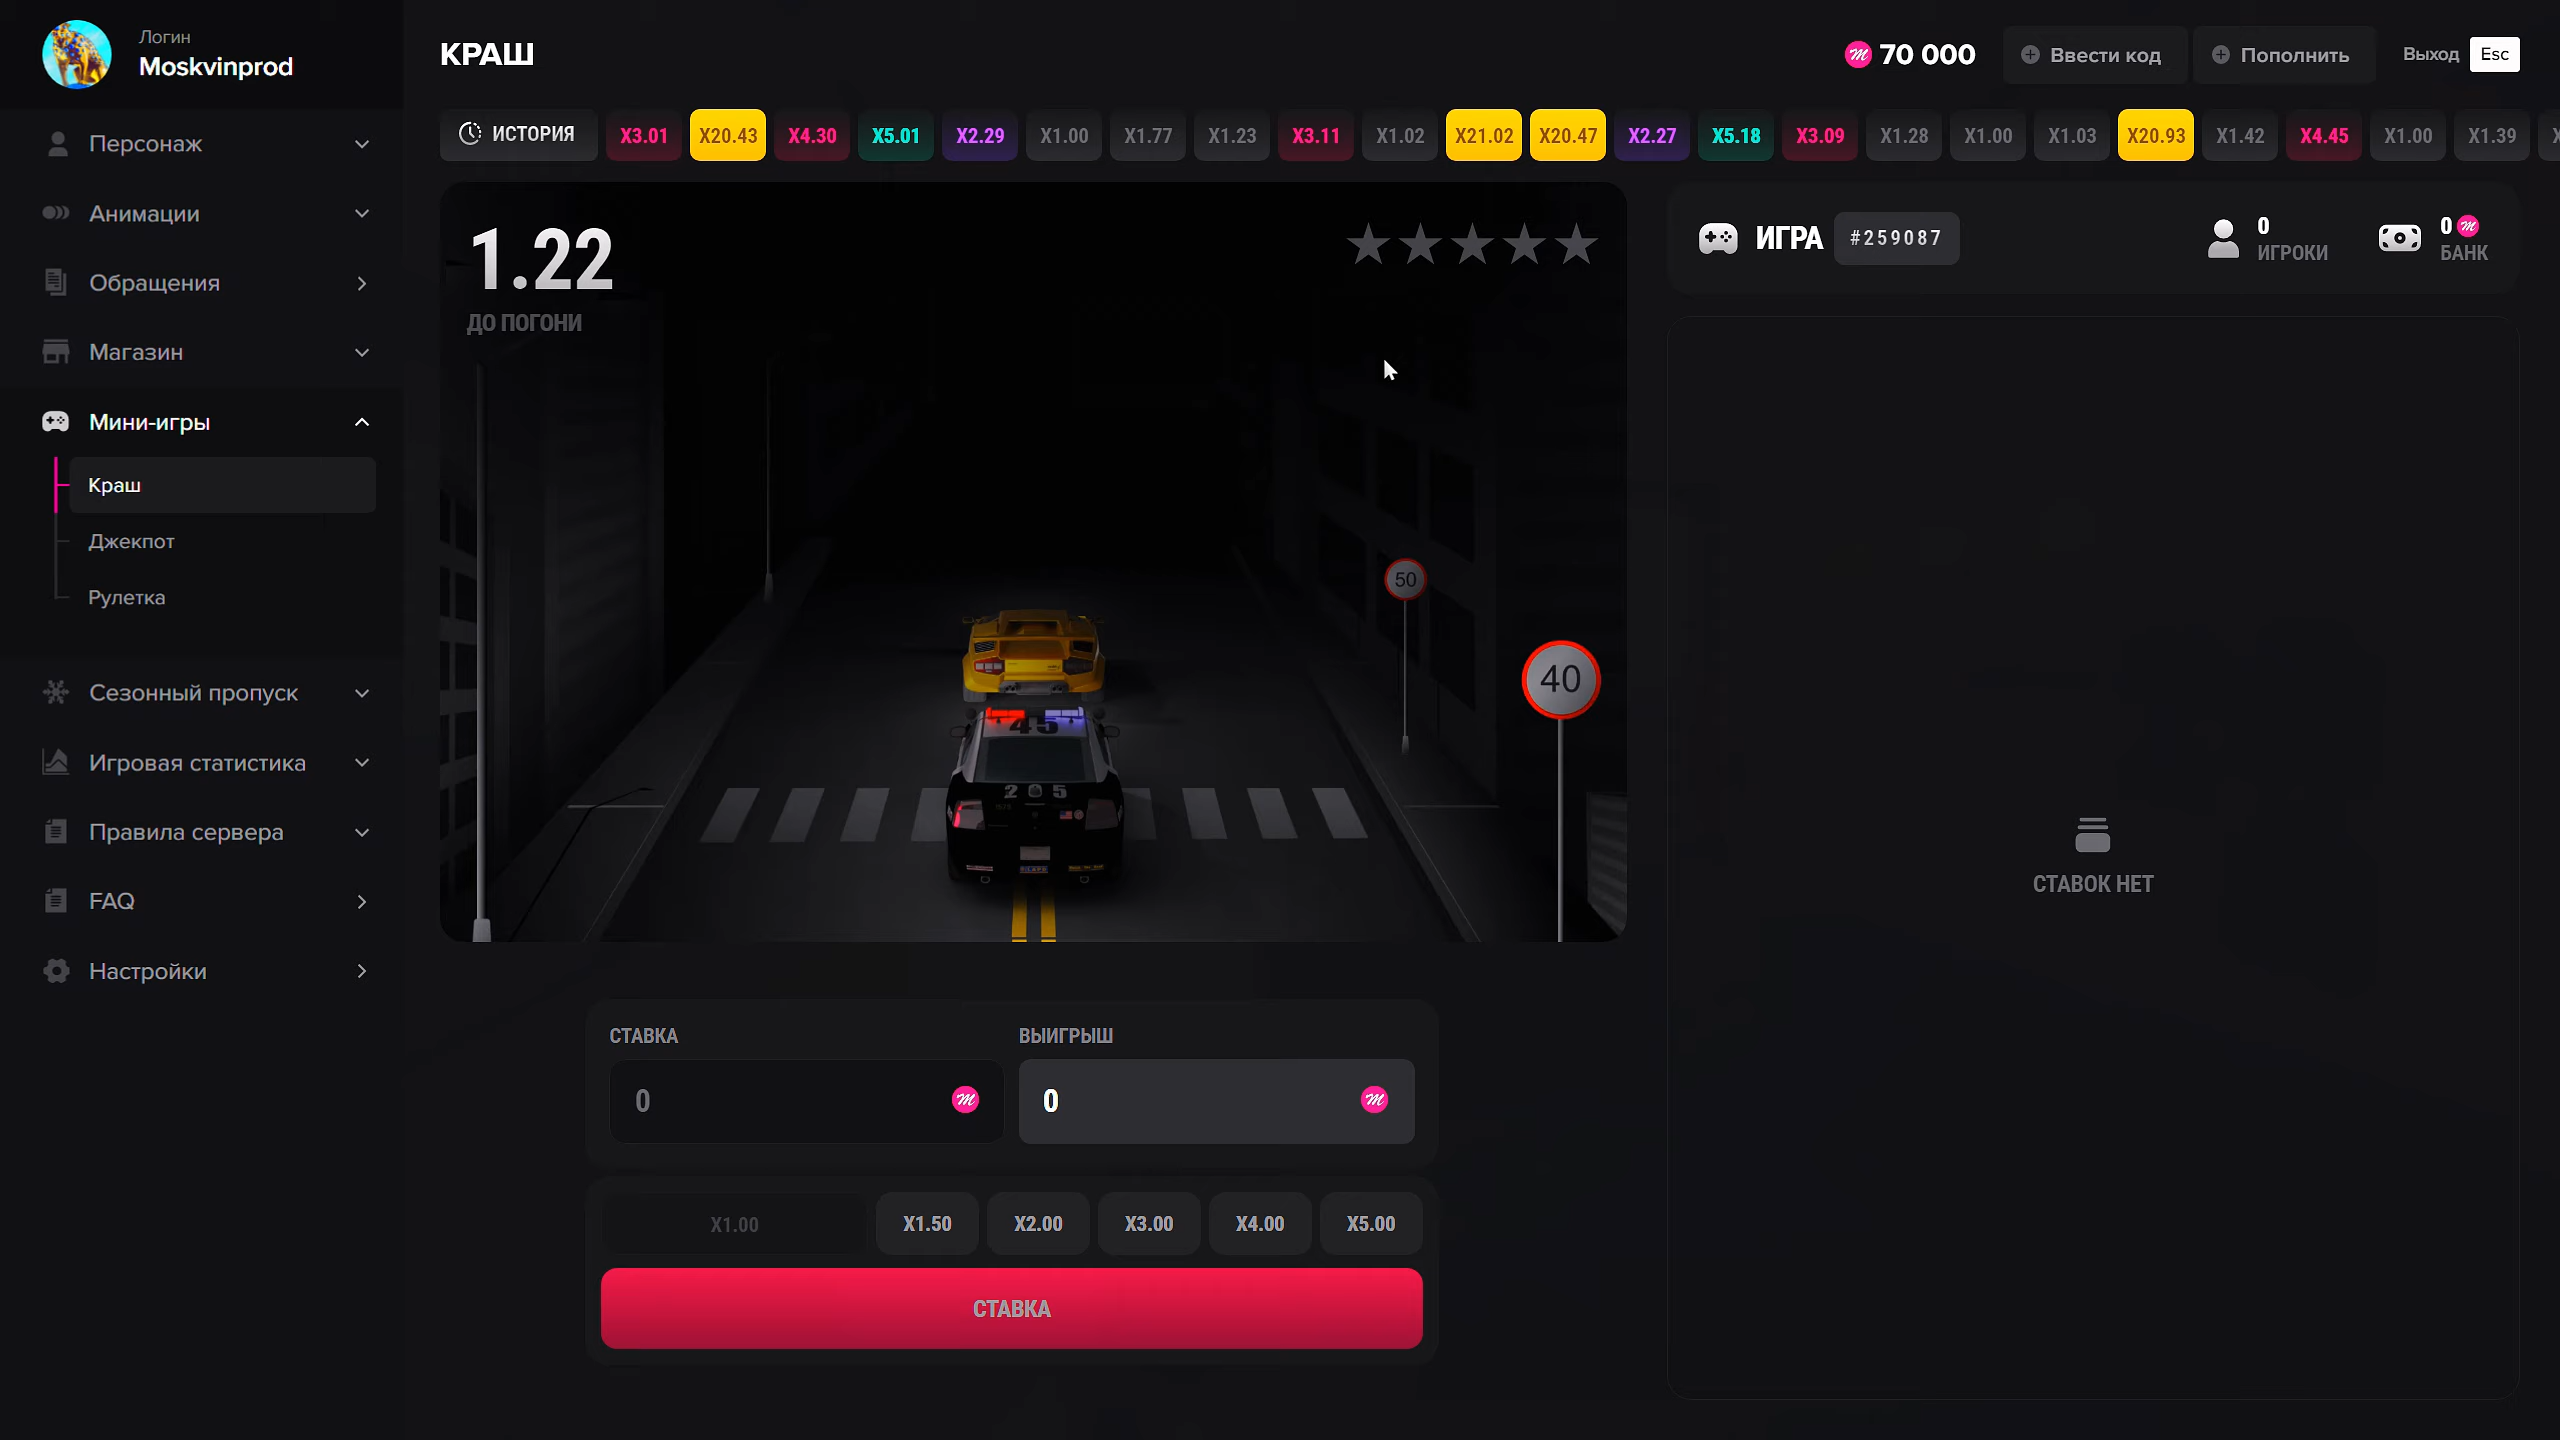 Логин
Moskvinprod
КРАШ
70 000
Ввести код
Пополнить
Выход
Esc
ИСТОРИЯ
X3.01
X20.43
X4.30
X5.01
X2.29
X1.00
X1.77
X1.23
X3.11
X1.02
X21.02
X20.47
X2.27
X5.18
X3.09
X1.28
X1.00
X1.03
X20.93
X1.42
X4.45
X1.00
X1.39
Персонаж
Анимации
Обращения
Магазин
Мини-игры
Краш
Джекпот
Рулетка
Сезонный пропуск
Игровая статистика
Правила сервера
FAQ
Настройки
1.22
ДО ПОГОНИ
50
40
45
205
ИГРА
#259087
0
ИГРОКИ
0
БАНК
СТАВОК НЕТ
СТАВКА
ВЫИГРЫШ
0
0
X1.00
X1.50
X2.00
X3.00
X4.00
X5.00
СТАВКА